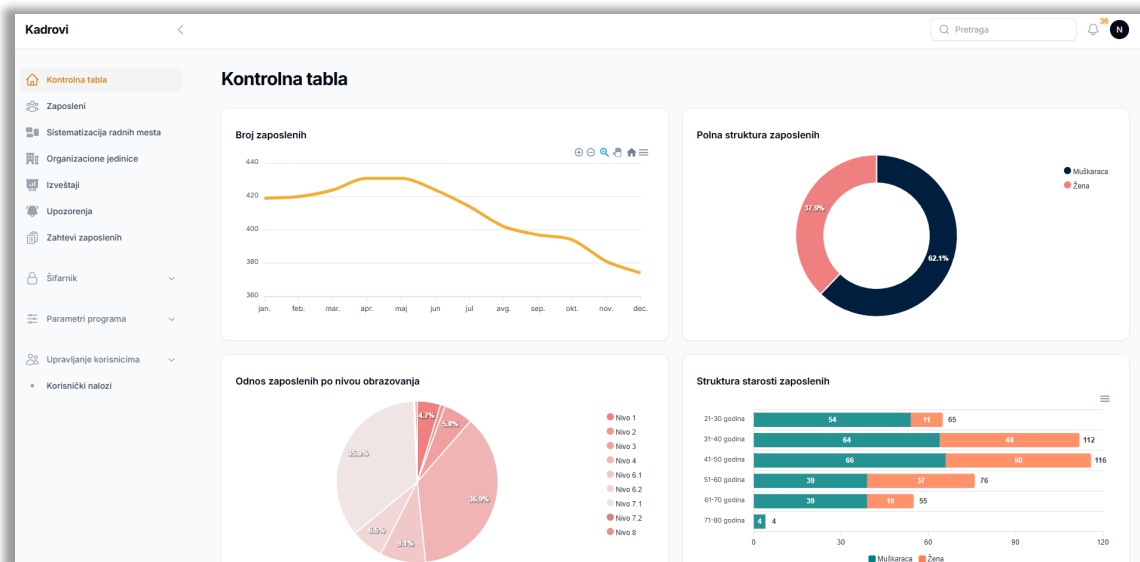 Kadrovi
Pretraga
36
N
Kontrolna tabla
Zaposleni
Sistematizacija radnih mesta
Organizacione jedinice
Izveštaji
Upozorenja
Zahtevi zaposlenih
Šifarnik
Parametri programa
Upravljanje korisnicima
Korisnički nalozi
Kontrolna tabla
Broj zaposlenih
440
420
400
380
360
jan. feb. mar. apr. maj jun jul avg. sep. okt. nov. dec.
Polna struktura zaposlenih
37.9%
62.1%
Muškaraca
Žena
Odnos zaposlenih po nivou obrazovanja
4.7%
5.8%
36.9%
9.1%
6.5%
Nivo 1
Nivo 2
Nivo 3
Nivo 4
Nivo 6.1
Nivo 6.2
Nivo 7.1
Nivo 7.2
Nivo 8
Struktura starosti zaposlenih
21-30 godina 54 11 65
31-40 godina 64 48 112
41-50 godina 66 50 116
51-60 godina 39 37 76
61-70 godina 39 16 55
71-80 godina 4 4
0 30 60 90 120
Muškaraca Žena